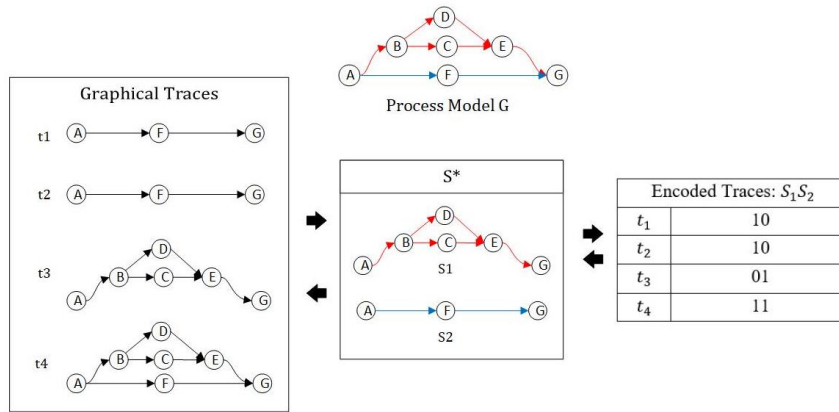 D
B C E
A F G
Process Model G
Graphical Traces
t1 A F G
t2 A F G
D
t3 B C E
A G
D
t4 B C E
A F G
S*
D
B C E
A S1 G
A F G
S2
Encoded Traces: S₁S₂
t₁ 10
t₂ 10
t₃ 01
t₄ 11